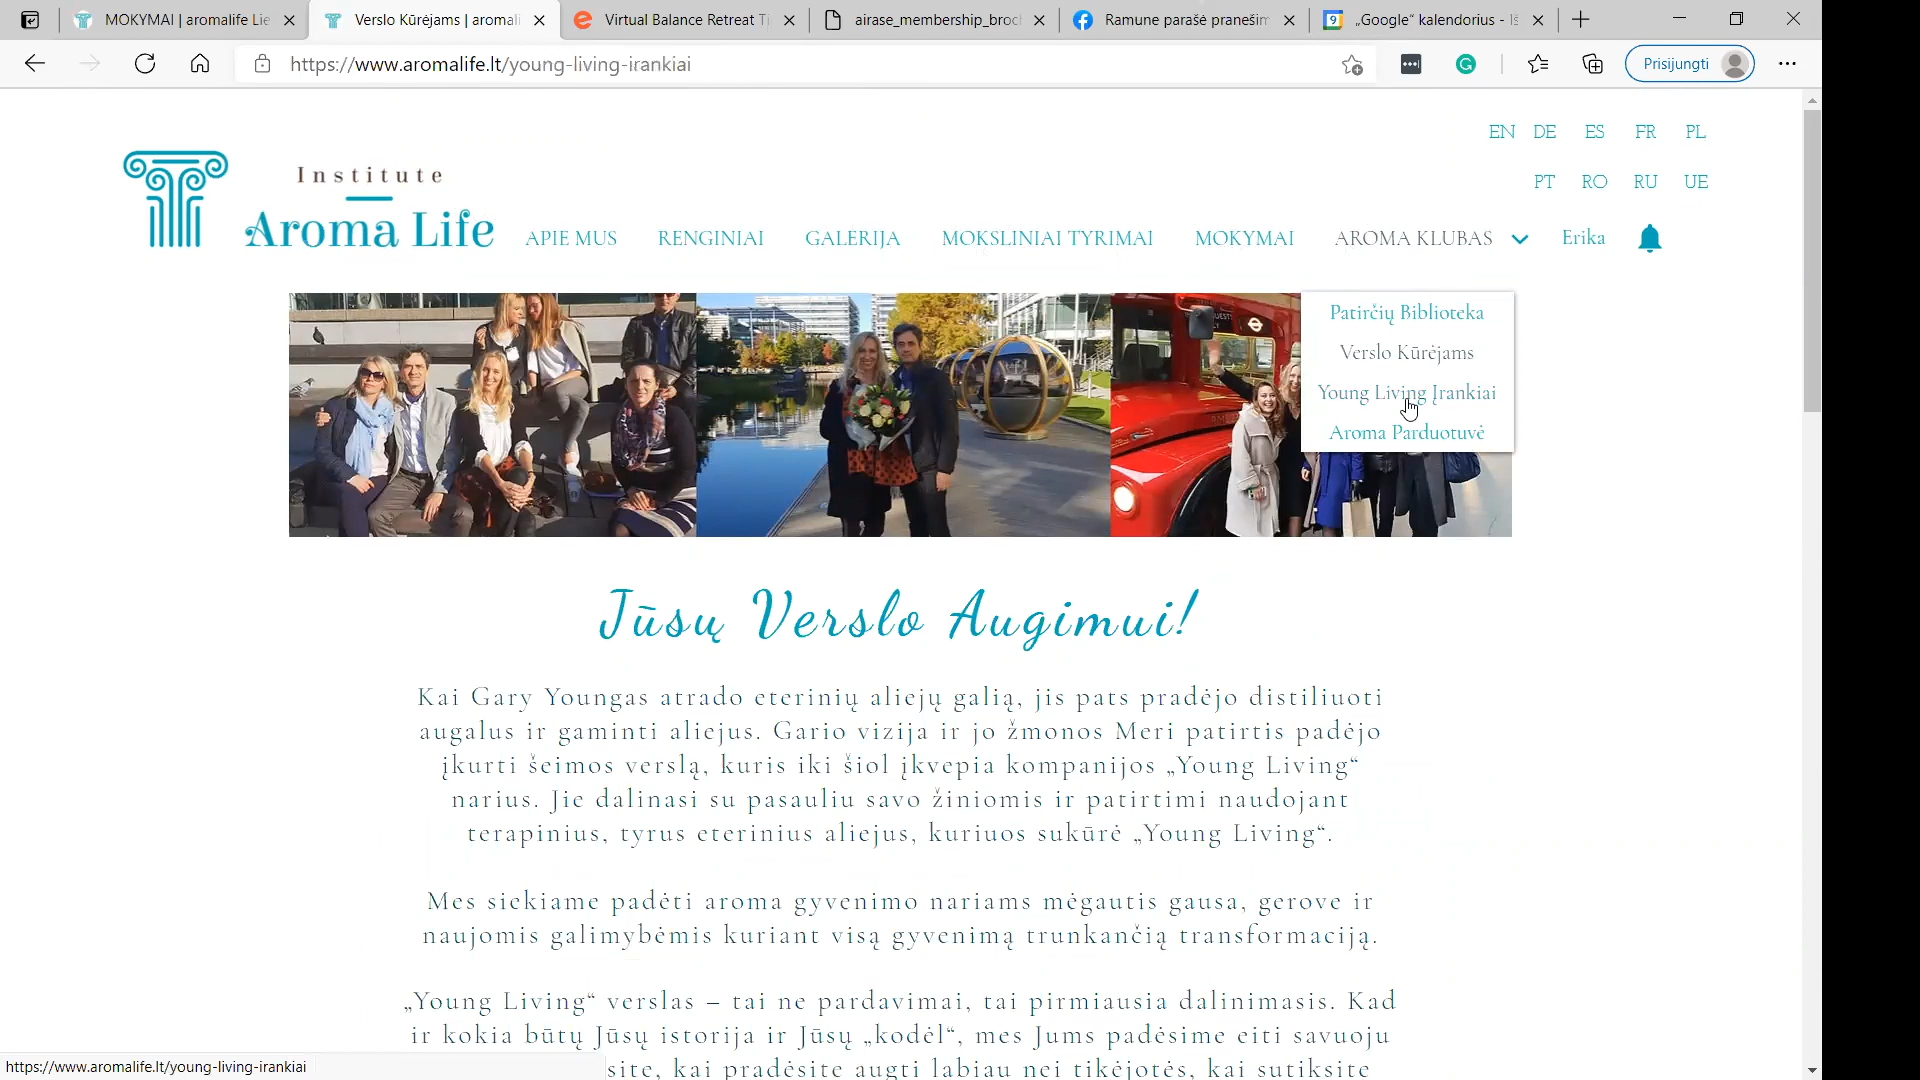 MOKYMAI | aromalife Lie
Verslo Kūrėjams | aromali
Virtual Balance Retreat Ti
airase_membership_broch
Ramune parašė pranešim
„Google“ kalendorius - Iš
https://www.aromalife.lt/young-living-irankiai
Prisijungti
EN DE ES FR PL
PT RO RU UE
Institute
Aroma Life
APIE MUS RENGINIAI GALERIJA MOKSLINIAI TYRIMAI MOKYMAI AROMA KLUBAS Erika
Patirčių Biblioteka
Verslo Kūrėjams
Young Living Įrankiai
Aroma Parduotuvė
Jūsų Verslo Augimui!
Kai Gary Youngas atrado eterinių aliejų galią, jis pats pradėjo distiliuoti
augalus ir gaminti aliejus. Gario vizija ir jo žmonos Meri patirtis padėjo
įkurti šeimos verslą, kuris iki šiol įkvepia kompanijos „Young Living“
narius. Jie dalinasi su pasauliu savo žiniomis ir patirtimi naudojant
terapinius, tyrus eterinius aliejus, kuriuos sukūrė „Young Living“.
Mes siekiame padėti aroma gyvenimo nariams mėgautis gausa, gerove ir
naujomis galimybėmis kuriant visą gyvenimą trunkančią transformaciją.
„Young Living“ verslas – tai ne pardavimai, tai pirmiausia dalinimasis. Kad
ir kokia būtų Jūsų istorija ir Jūsų „kodėl“, mes Jums padėsime eiti savuoju
site, kai pradėsite augti labiau nei tikėjotės, kai sutiksite
https://www.aromalife.lt/young-living-irankiai